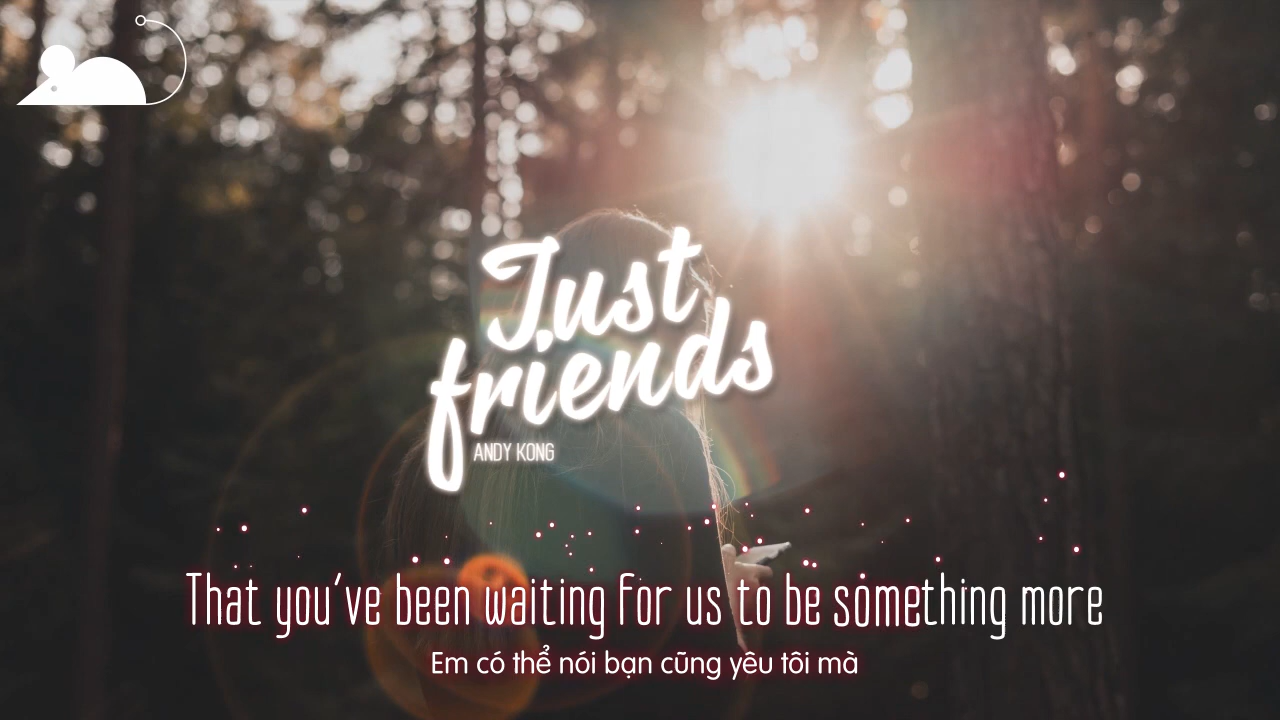 Just
friends
ANDY KONG
That you've been waiting for us to be something more
Em có thể nói bạn cũng yêu tôi mà